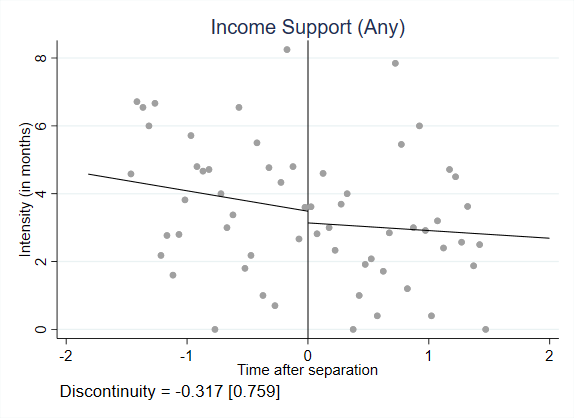 Income Support (Any)
Intensity (in months)
8
6
4
2
0
-2 -1 0 1 2
Time after separation
Discontinuity = -0.317 [0.759]